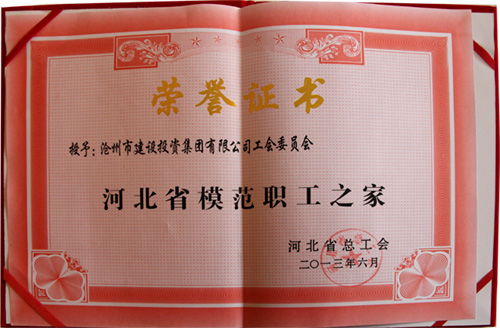 荣誉证书
授予：沧州市建设投资集团有限公司工会委员会
河北省模范职工之家
河北省总工会
二〇一三年六月